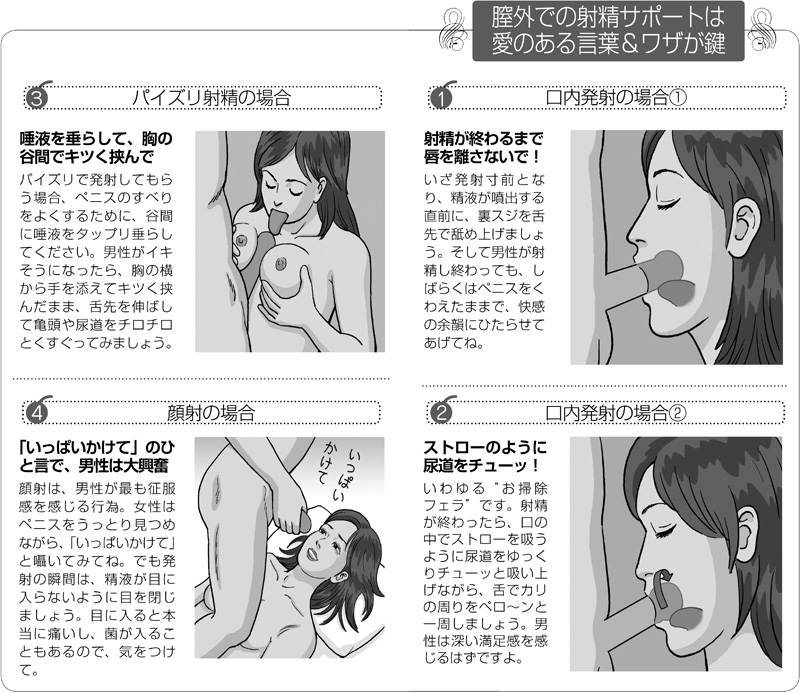 膣外での射精サポートは
愛のある言葉&ワザが鍵
1 口内発射の場合①
射精が終わるまで
唇を離さないで！
いざ発射寸前とな
り、精液が噴出する
直前に、裏スジを舌
先で舐め上げましょ
う。そして男性が射
精し終わっても、し
ばらくはペニスをく
わえたままで、快感
の余韻にひたらせて
あげてね。
2 口内発射の場合②
ストローのように
尿道をチューッ！
いわゆる“お掃除
フェラ”です。射精
が終わったら、口の
中でストローを吸う
ように尿道をゆっく
りチューッと吸い上
げながら、舌でカリ
の周りをペロ〜ンと
一周しましょう。男
性は深い満足感を感
じるはずですよ。
3 パイズリ射精の場合
唾液を垂らして、胸の
谷間でキツく挟んで
パイズリで発射してもら
う場合、ペニスのすべり
をよくするために、谷間
に唾液をタップリ垂らし
てください。男性がイキ
そうになったら、胸の横
から手を添えてキツく挟
んだまま、舌先を伸ばし
て亀頭や尿道をチロチロ
とくすぐってみましょう。
4 顔射の場合
「いっぱいかけて」のひ
と言で、男性は大興奮
顔射は、男性が最も征服
感を感じる行為。女性は
ペニスをうっとり見つめ
ながら、「いっぱいかけて」
と囁いてみてね。でも発
射の瞬間は、精液が目に
入らないように目を閉じ
ましょう。目に入ると本
当に痛いし、菌が入るこ
ともあるので、気をつけ
て。
いっぱい
かけて